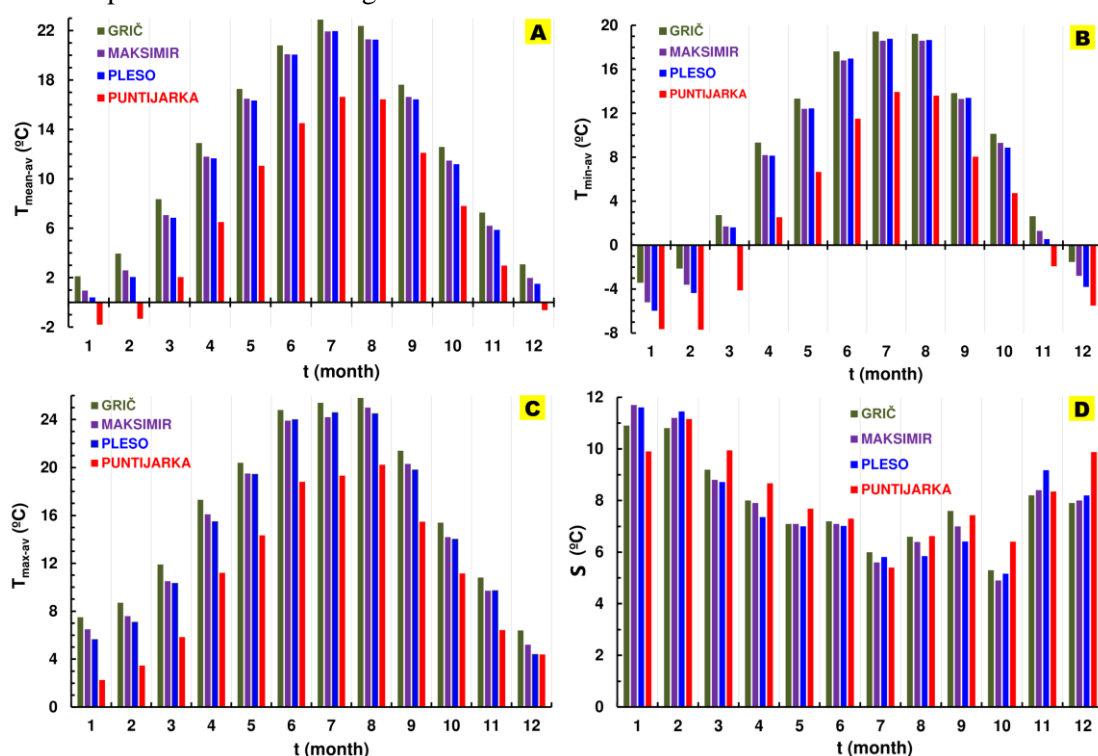 A
GRIČ
MAKSIMIR
PLESO
PUNTIJARKA
Tmean-av (ºC)
22
18
14
10
6
2
-2
1 2 3 4 5 6 7 8 9 10 11 12
t (month)
B
GRIČ
MAKSIMIR
PLESO
PUNTIJARKA
Tmin-av (ºC)
20
16
12
8
4
0
-4
-8
1 2 3 4 5 6 7 8 9 10 11 12
t (month)
C
GRIČ
MAKSIMIR
PLESO
PUNTIJARKA
Tmax-av (ºC)
24
20
16
12
8
4
0
1 2 3 4 5 6 7 8 9 10 11 12
t (month)
D
GRIČ
MAKSIMIR
PLESO
PUNTIJARKA
S (ºC)
12
10
8
6
4
2
0
1 2 3 4 5 6 7 8 9 10 11 12
t (month)